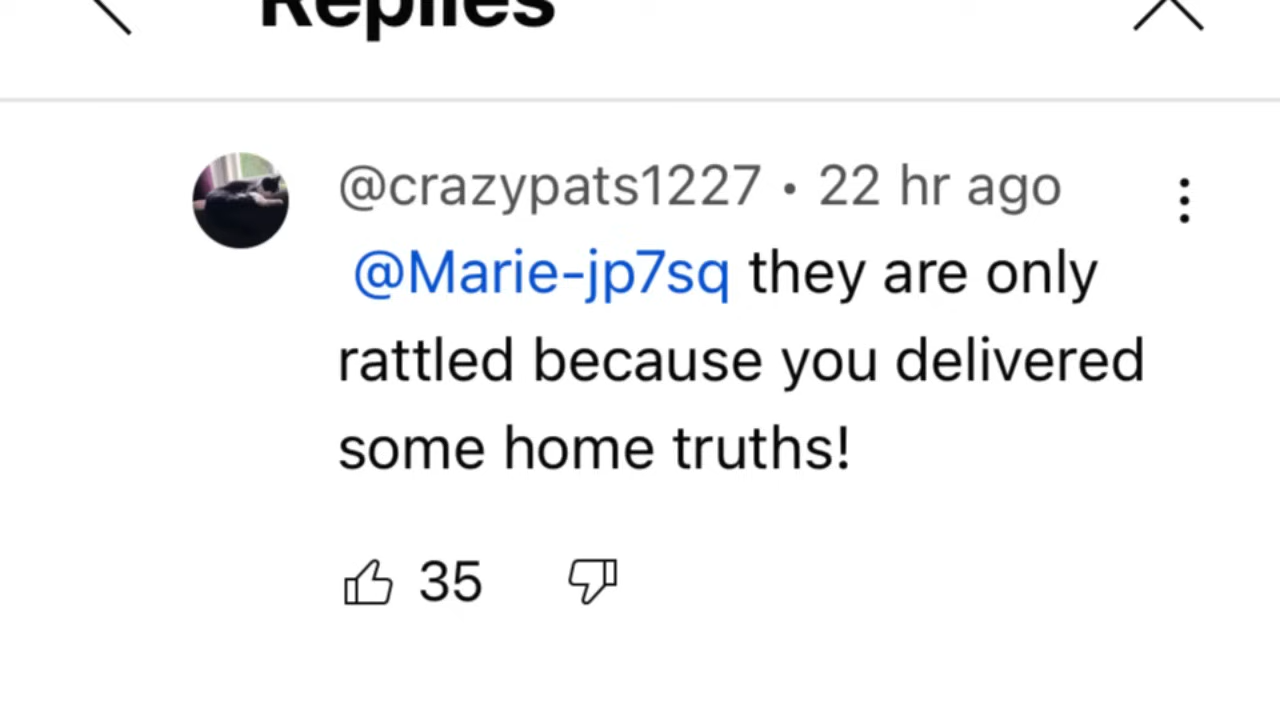 Replies
@crazypats1227 • 22 hr ago
@Marie-jp7sq they are only
rattled because you delivered
some home truths!
35